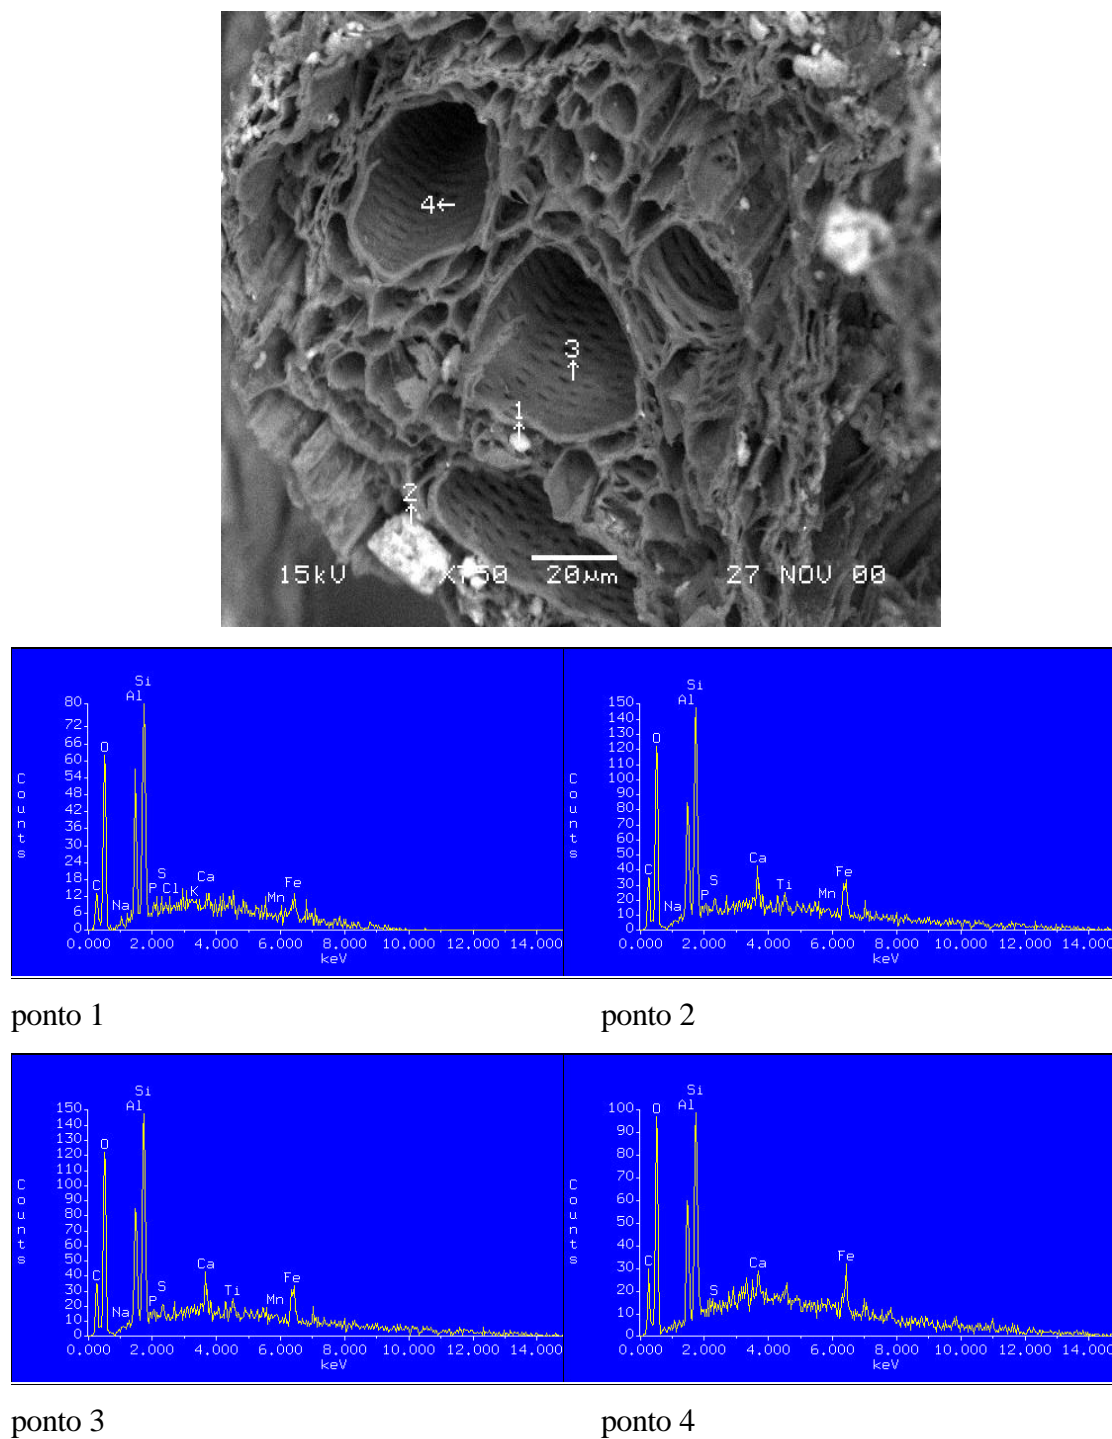 4←
3
↑
1
↑
2
↑
15kV X750 20µm 27 NOV 00
Si
Al
80
72
66
60
54
48
42
36
30
24
18
12
6
0
O
C
Na
P
S
Cl
K
Ca
Mn
Fe
Counts
0.000 2.000 4.000 6.000 8.000 10.000 12.000 14.000
keV
Si
Al
150
140
130
120
110
100
90
80
70
60
50
40
30
20
10
0
O
C
Na
P
S
Ca
Ti
Mn
Fe
Counts
0.000 2.000 4.000 6.000 8.000 10.000 12.000 14.000
keV
ponto 1 ponto 2
Si
Al
150
140
130
120
110
100
90
80
70
60
50
40
30
20
10
0
O
C
Na
P
S
Ca
Ti
Mn
Fe
Counts
0.000 2.000 4.000 6.000 8.000 10.000 12.000 14.000
keV
Si
Al
100
90
80
70
60
50
40
30
20
10
0
O
C
S
Ca
Fe
Counts
0.000 2.000 4.000 6.000 8.000 10.000 12.000 14.000
keV
ponto 3 ponto 4